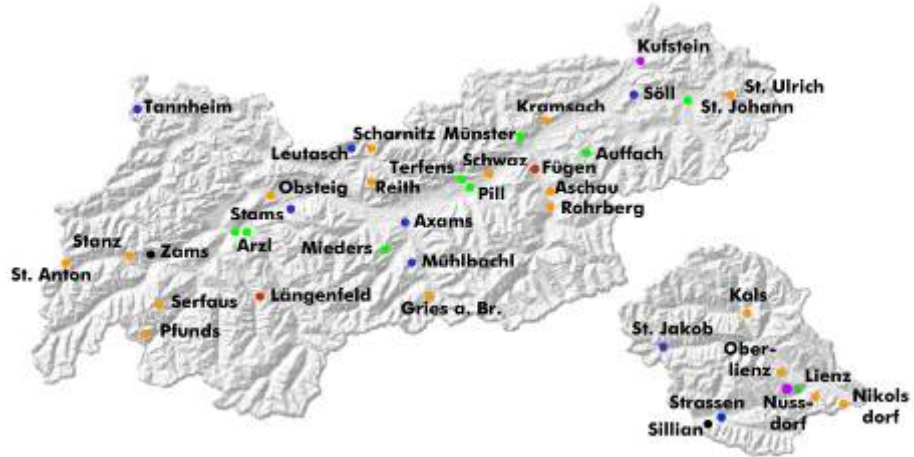 Kufstein
St. Ulrich
Söll
St. Johann
Tannheim
Kramsach
Scharnitz Münster
Leutasch
Auffach
Terfens Schwaz
Fügen
Reith
Pill
Obsteig
Aschau
Stams
Rohrberg
Axams
Arzl
Mieders
Stanz
Zams
Mühlbachl
St. Anton
Serfaus
Längenfeld
Gries a. Br.
Pfunds
Kals
St. Jakob
Ober-
lienz
Lienz
Strassen
Nuss-
dorf
Nikols
dorf
Sillian